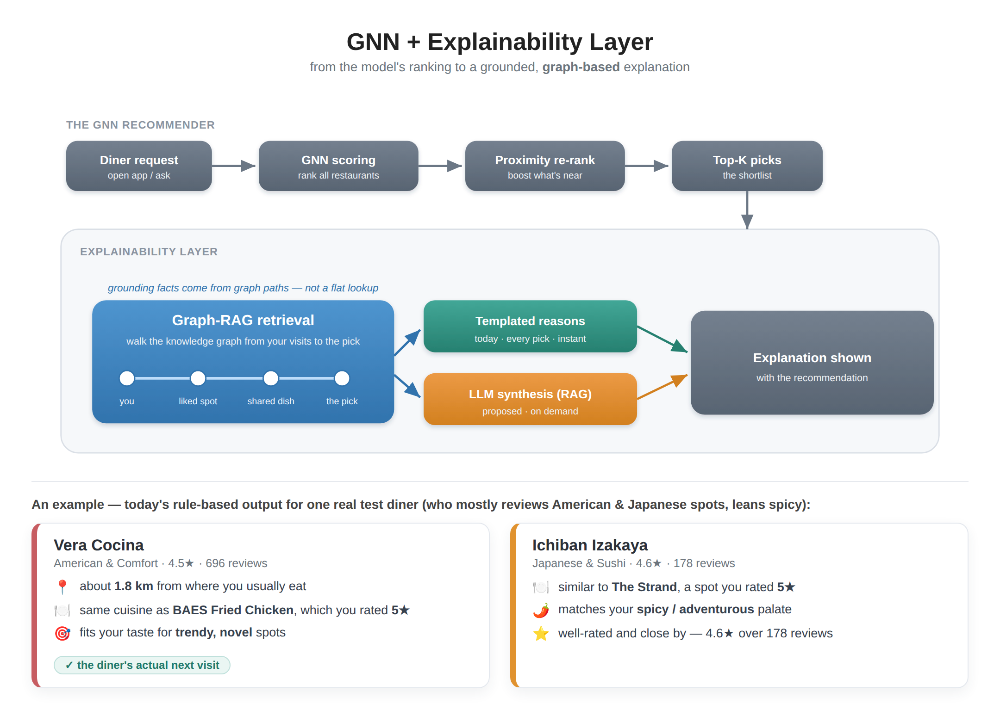 GNN + Explainability Layer
from the model's ranking to a grounded, graph-based explanation
THE GNN RECOMMENDER
Diner request
open app / ask
GNN scoring
rank all restaurants
Proximity re-rank
boost what's near
Top-K picks
the shortlist
EXPLAINABILITY LAYER
grounding facts come from graph paths — not a flat lookup
Graph-RAG retrieval
walk the knowledge graph from your visits to the pick
you
liked spot
shared dish
the pick
Templated reasons
today · every pick · instant
LLM synthesis (RAG)
proposed · on demand
Explanation shown
with the recommendation
An example — today's rule-based output for one real test diner (who mostly reviews American & Japanese spots, leans spicy):
Vera Cocina
American & Comfort · 4.5★ · 696 reviews
about 1.8 km from where you usually eat
same cuisine as BAES Fried Chicken, which you rated 5★
fits your taste for trendy, novel spots
✓ the diner's actual next visit
Ichiban Izakaya
Japanese & Sushi · 4.6★ · 178 reviews
similar to The Strand, a spot you rated 5★
matches your spicy / adventurous palate
well-rated and close by — 4.6★ over 178 reviews